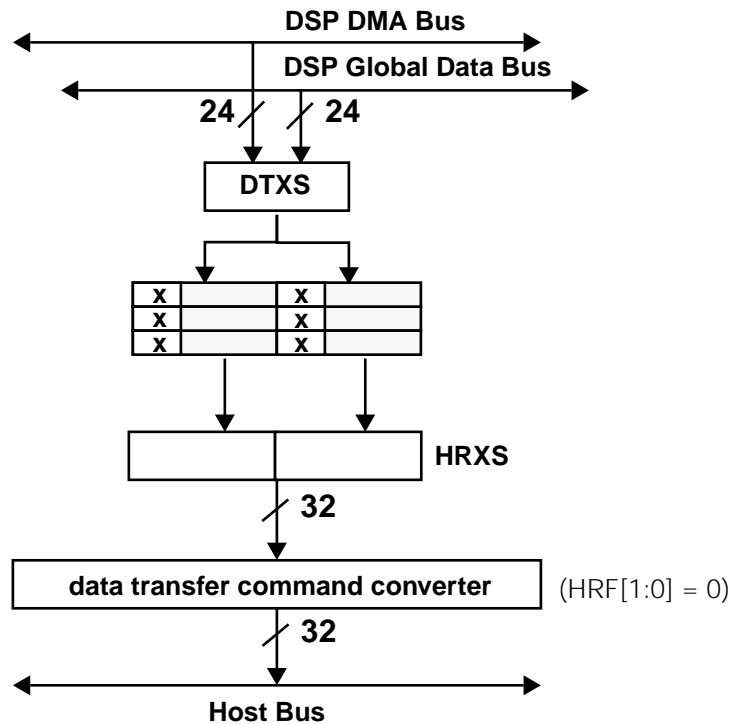 DSP DMA Bus
DSP Global Data Bus
24 24
DTXS
x x
x x
x x
HRXS
32
data transfer command converter (HRF[1:0] = 0)
32
Host Bus